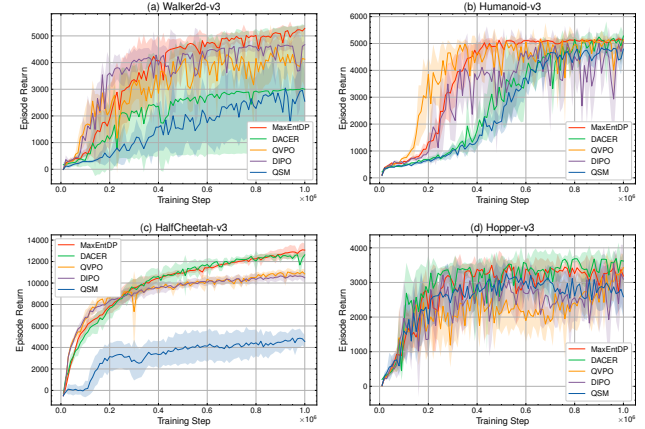 (a) Walker2d-v3
Episode Return
5000
4000
3000
2000
1000
0
MaxEntDP
DACER
QVPO
DIPO
QSM
0.0 0.2 0.4 0.6 0.8 1.0
×10⁶
Training Step
(b) Humanoid-v3
Episode Return
6000
5000
4000
3000
2000
1000
0
MaxEntDP
DACER
QVPO
DIPO
QSM
0.0 0.2 0.4 0.6 0.8 1.0
×10⁶
Training Step
(c) HalfCheetah-v3
Episode Return
14000
12000
10000
8000
6000
4000
2000
0
MaxEntDP
DACER
QVPO
DIPO
QSM
0.0 0.2 0.4 0.6 0.8 1.0
×10⁶
Training Step
(d) Hopper-v3
Episode Return
4000
3000
2000
1000
0
MaxEntDP
DACER
QVPO
DIPO
QSM
0.0 0.2 0.4 0.6 0.8 1.0
×10⁶
Training Step